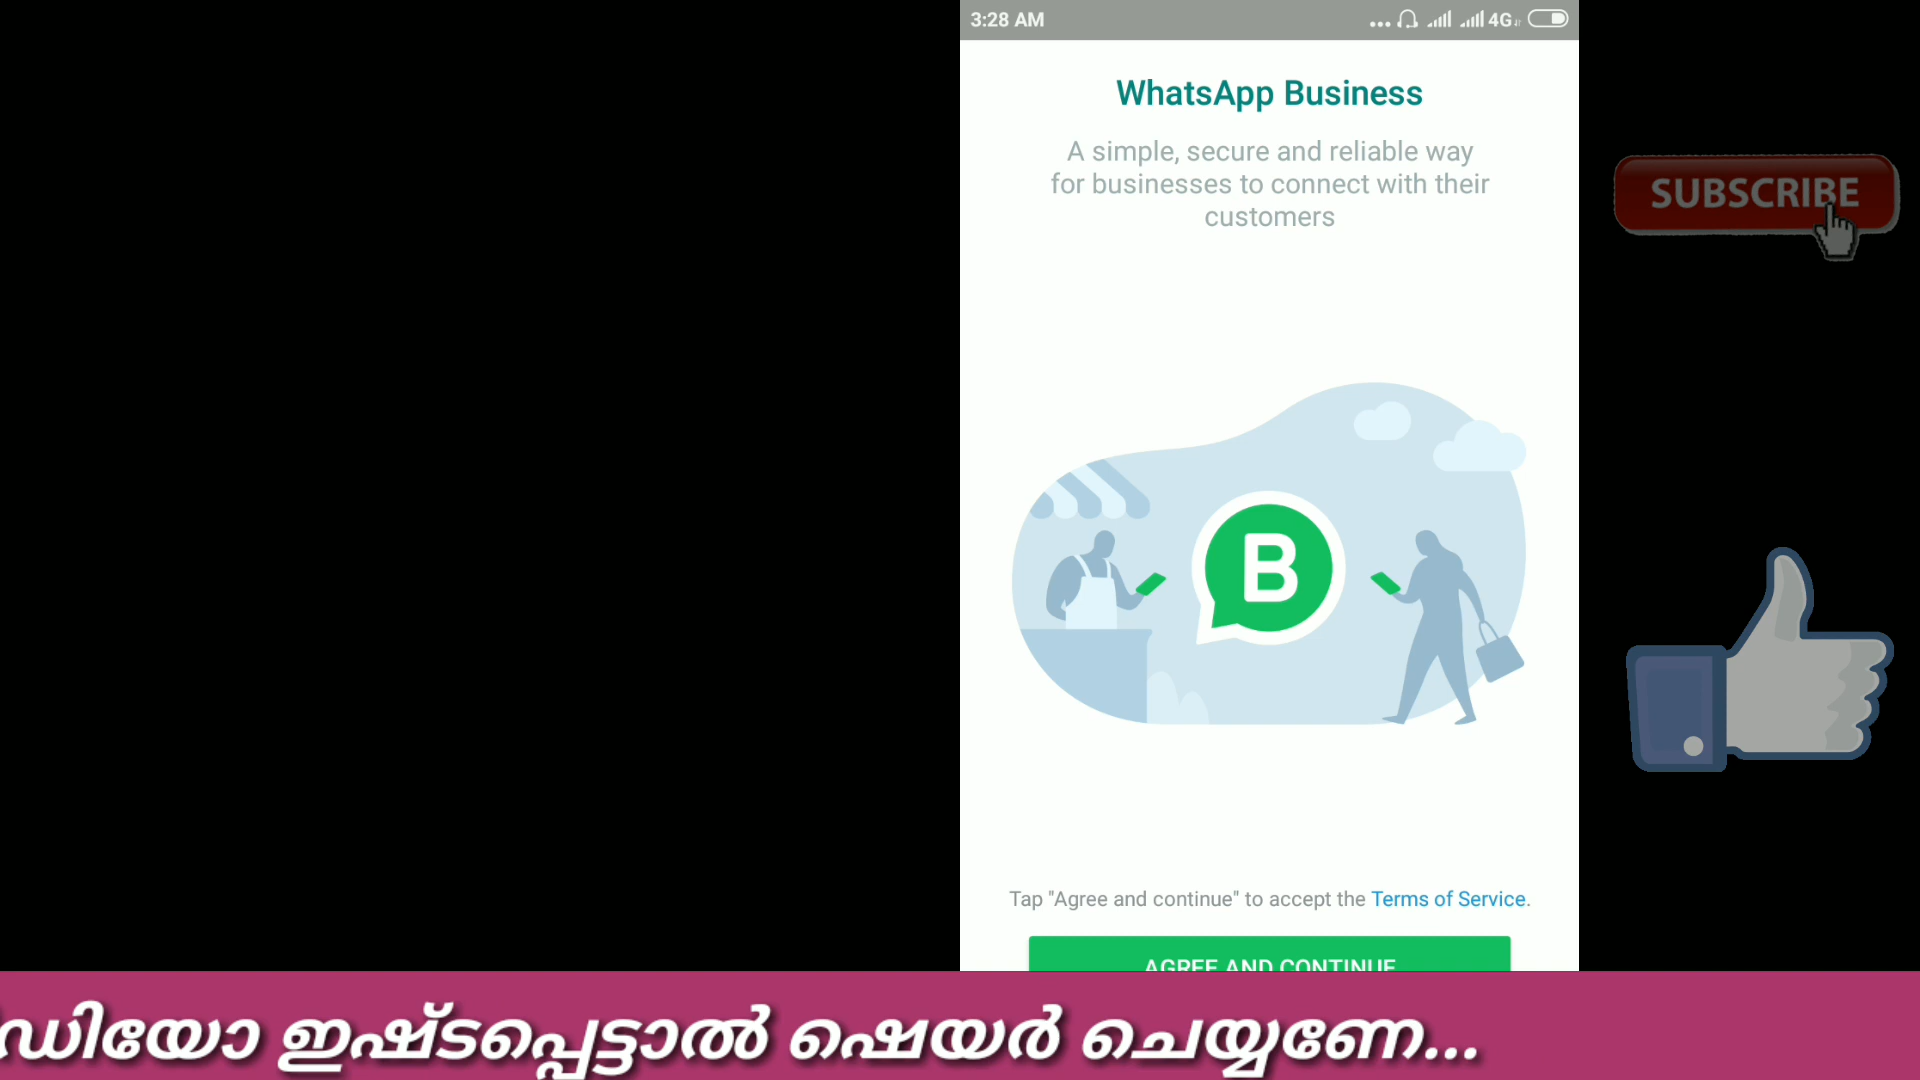 3:28 AM
4G
WhatsApp Business
A simple, secure and reliable way
for businesses to connect with their
customers
SUBSCRIBE
B
Tap "Agree and continue" to accept the Terms of Service.
AGREE AND CONTINUE
ഡിയോ ഇഷ്ടപ്പെട്ടാൽ ഷെയർ ചെയ്യണേ...